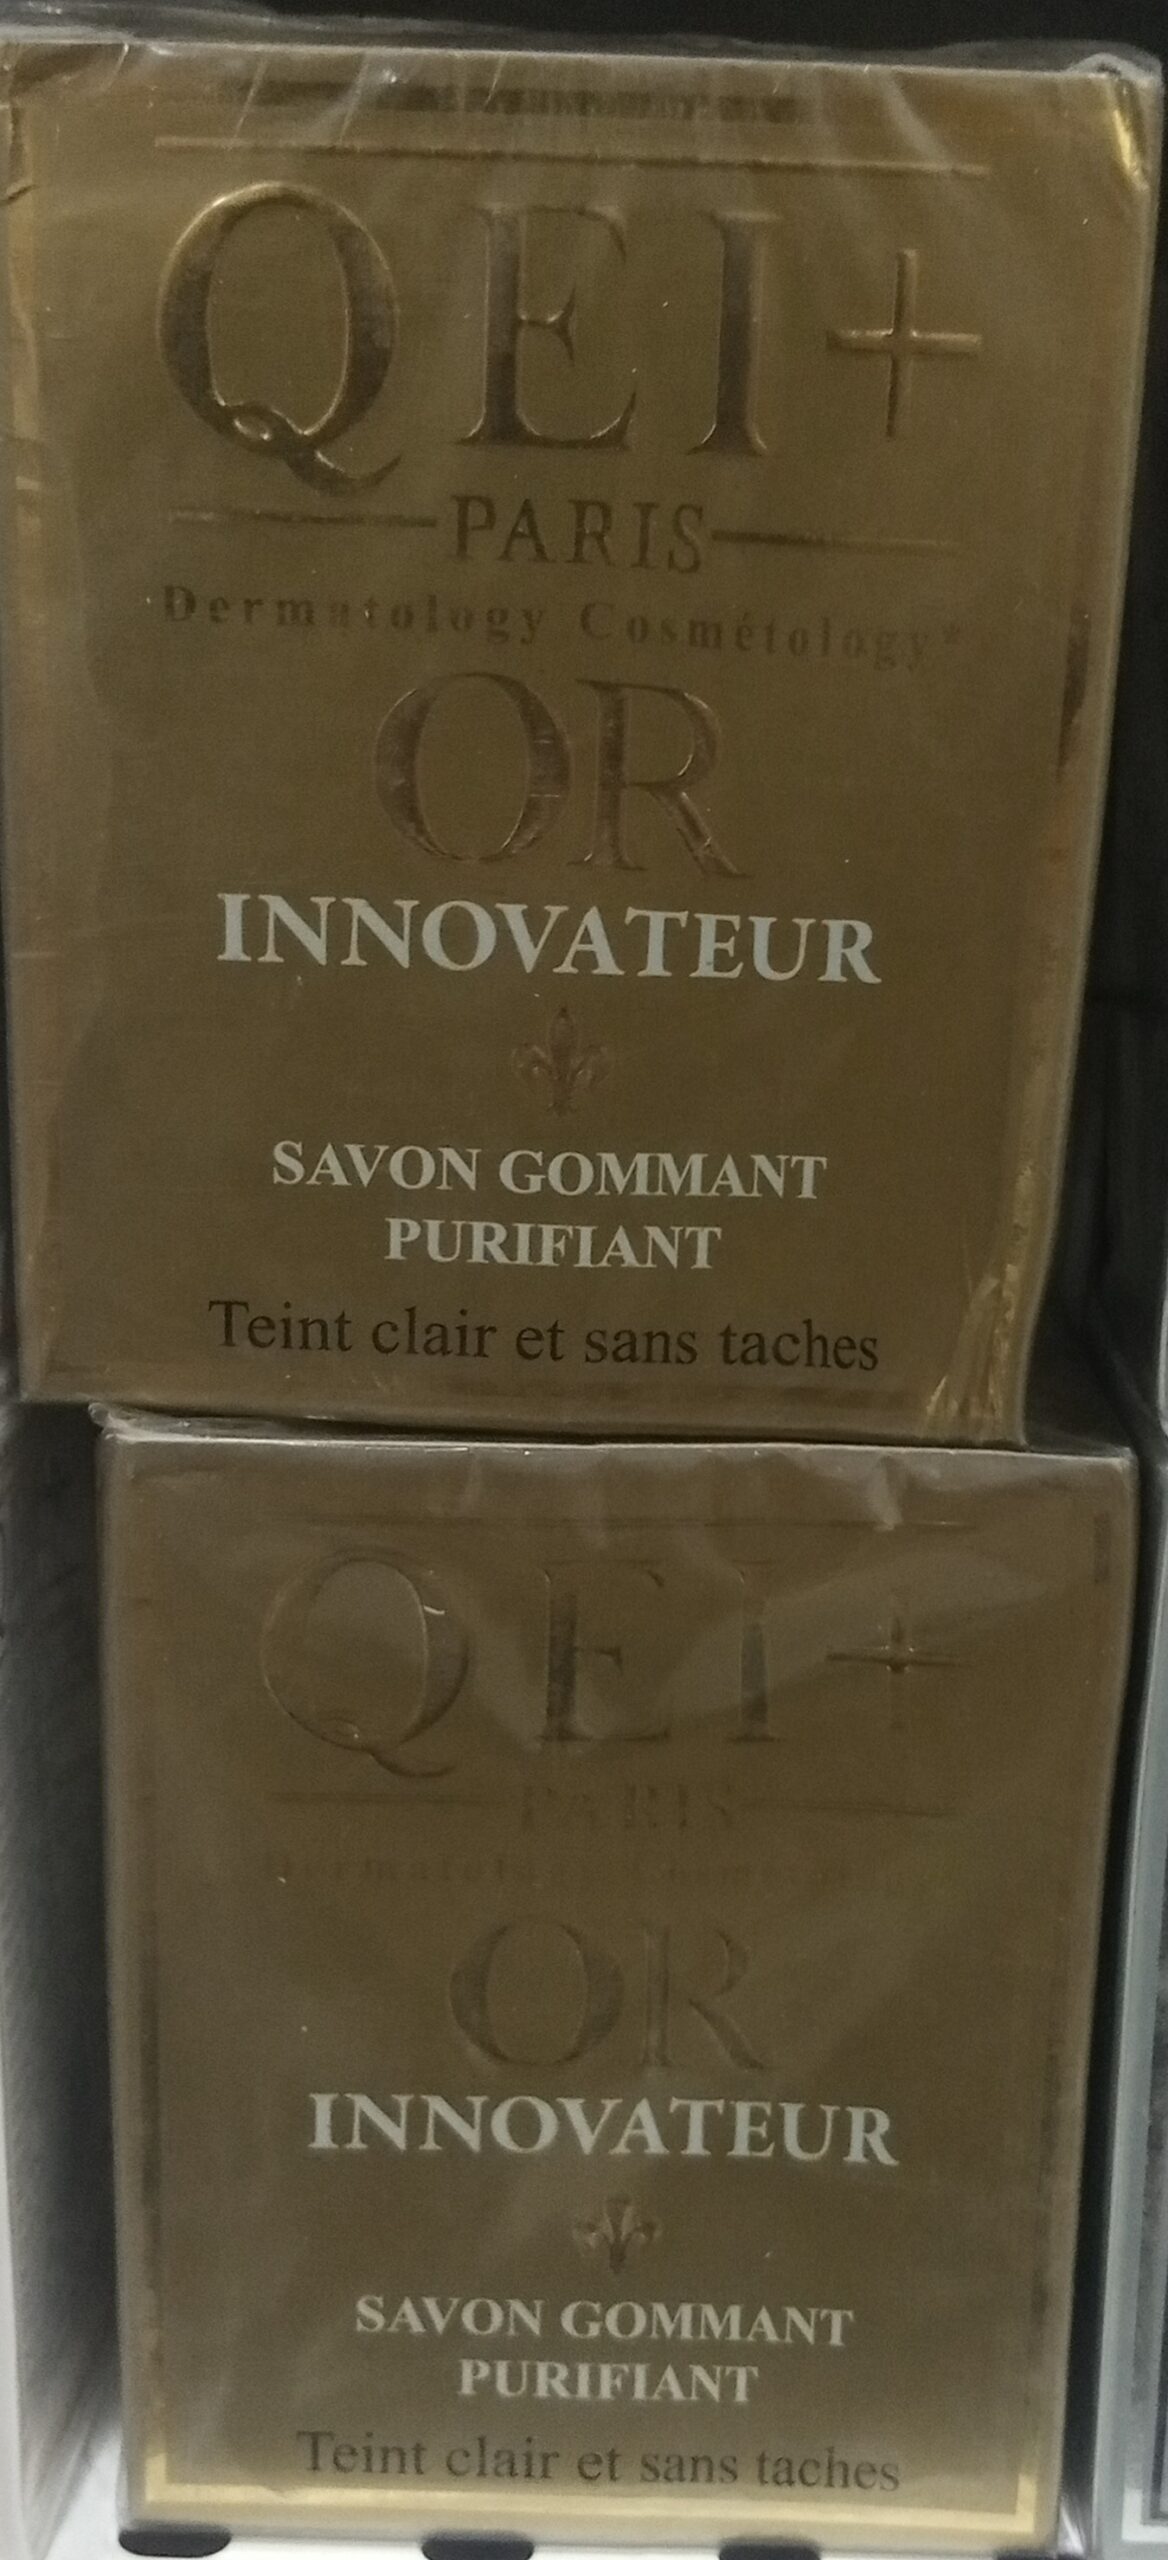 QEI+
PARIS
Dermatology Cosmétology*
OR
INNOVATEUR
SAVON GOMMANT
PURIFIANT
Teint clair et sans taches
QEI+
PARIS
OR
INNOVATEUR
SAVON GOMMANT
PURIFIANT
Teint clair et sans taches